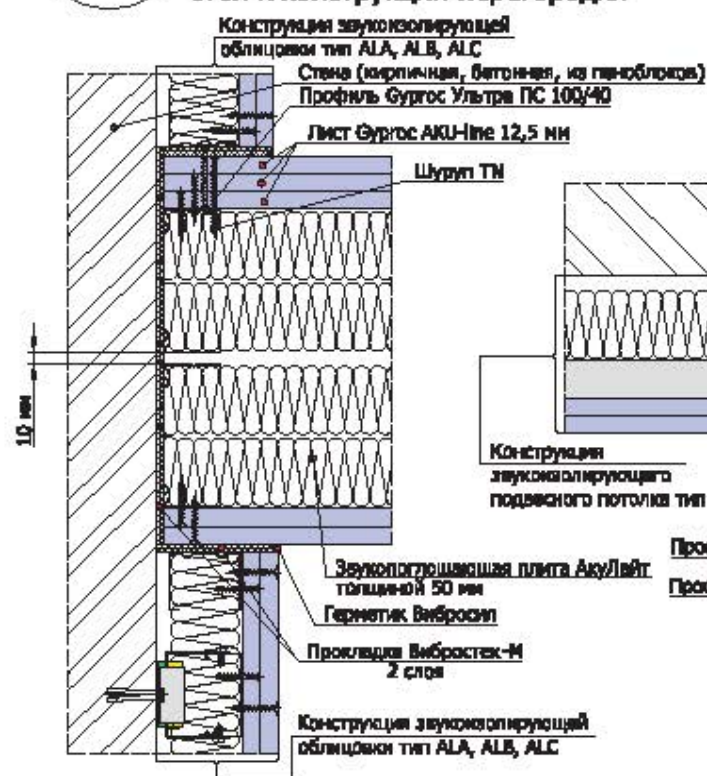 Конструкция звукоизолирующей
облицовки тип ALA, ALB, ALC
Стена (кирпичная, бетонная, из пеноблоков)
Профиль Gyproc Ультра ПС 100/40
Лист Gyproc AKU-line 12,5 мм
Шуруп TN
10 мм
Конструкция
звукоизолирующего
подвесного потолка тип
Звукопоглощающая плита АкуЛайт
толщиной 50 мм
Герметик Вибросил
Прокладка Вибростек-М
2 слоя
Конструкция звукоизолирующей
облицовки тип ALA, ALB, ALC